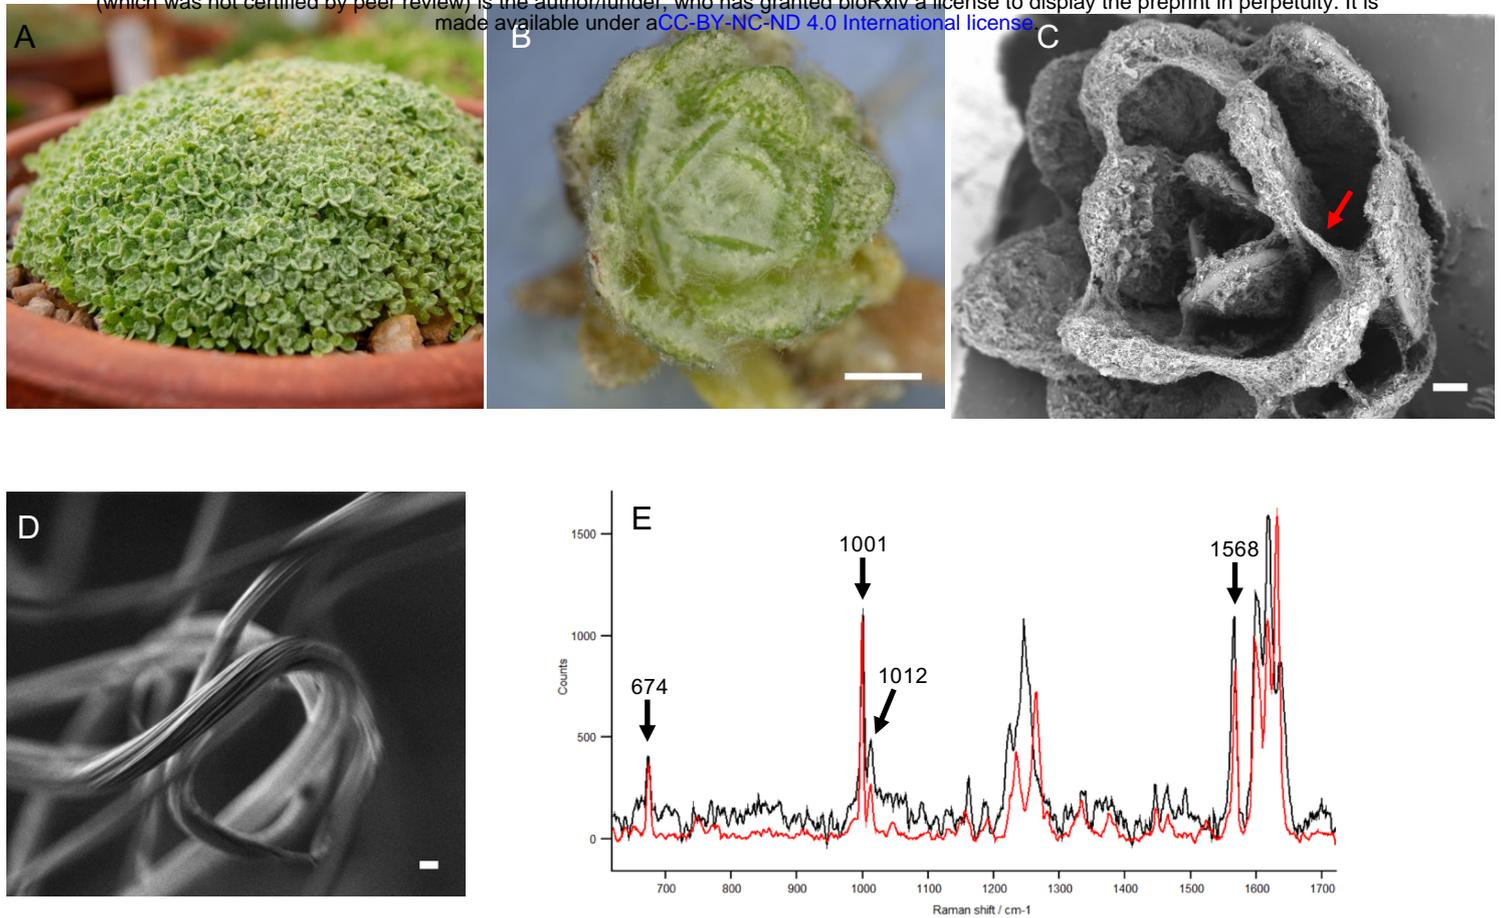 (which was not certified by peer review) is the author/funder, who has granted bioRxiv a license to display the preprint in perpetuity. It is
made available under aCC-BY-NC-ND 4.0 International license.
A
B
C
D
E
1001
1568
1012
674
1500
1000
500
0
Counts
700 800 900 1000 1100 1200 1300 1400 1500 1600 1700
Raman shift / cm-1